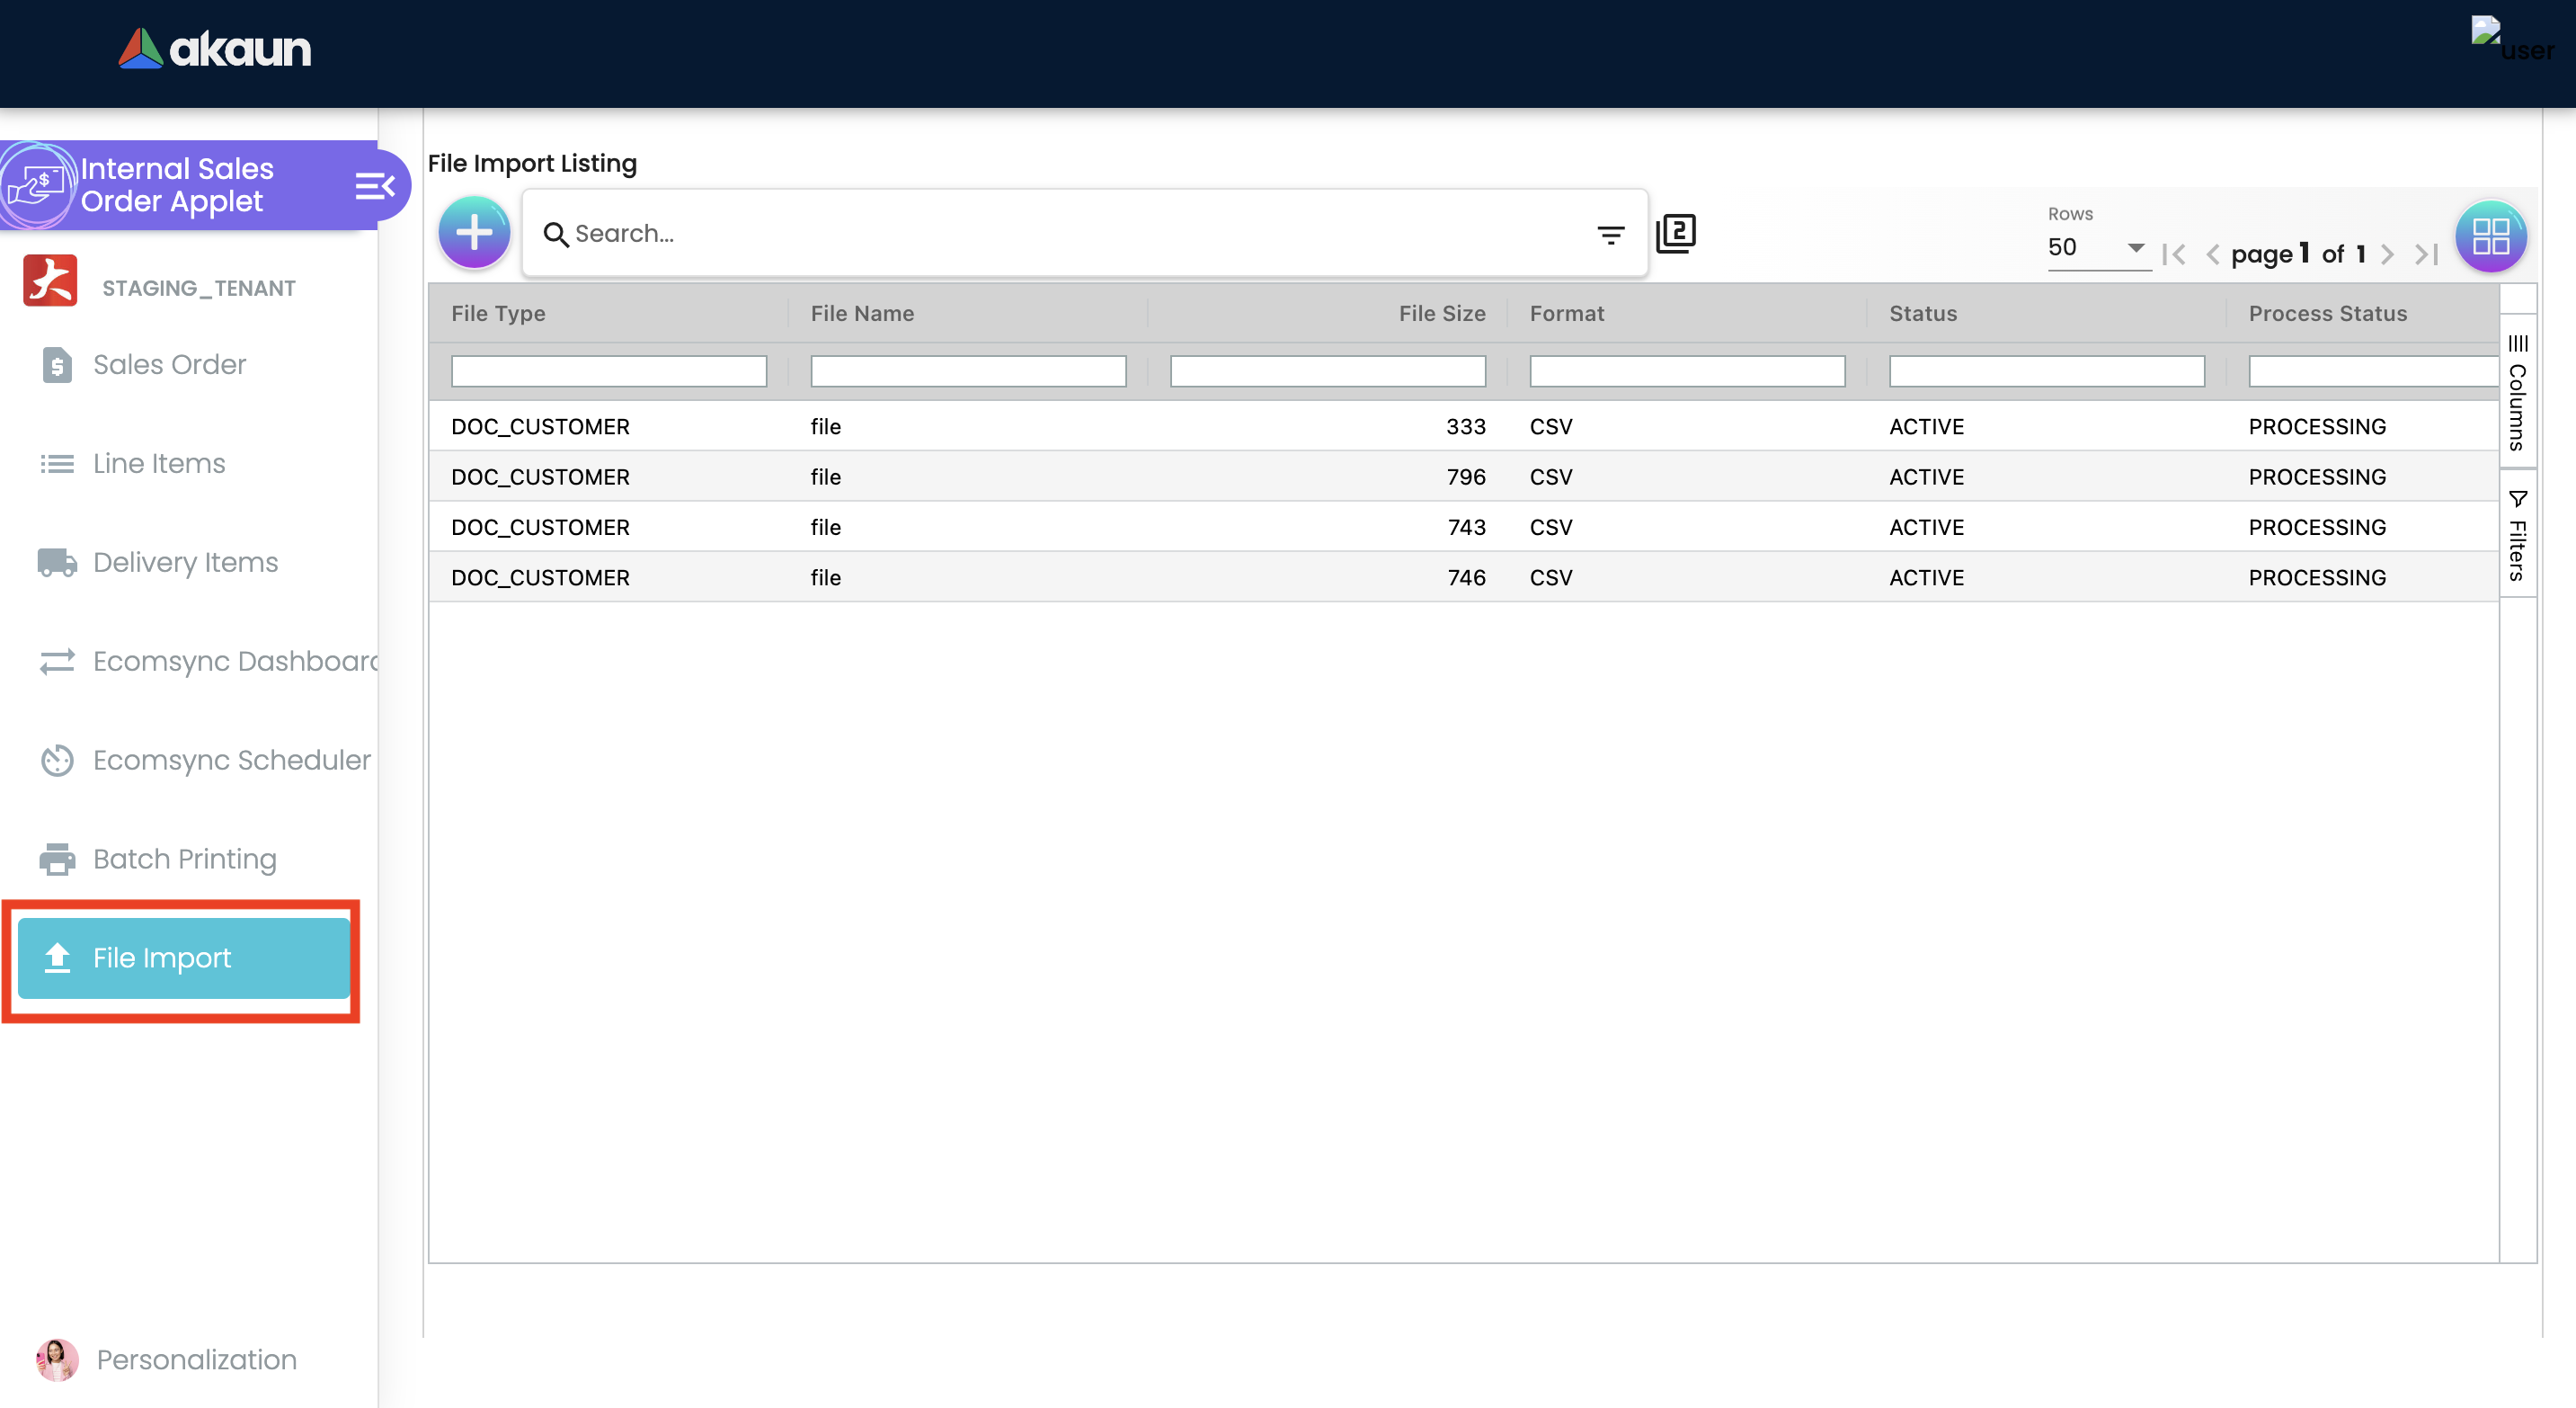 akaun
user
Internal Sales
Order Applet
STAGING_TENANT
Sales Order
Line Items
Delivery Items
Ecomsync Dashboard
Ecomsync Scheduler
Batch Printing
File Import
Personalization
File Import Listing
Search...
2
Rows
50
page 1 of 1
File Type File Name File Size Format Status Process Status
DOC_CUSTOMER file 333 CSV ACTIVE PROCESSING
DOC_CUSTOMER file 796 CSV ACTIVE PROCESSING
DOC_CUSTOMER file 743 CSV ACTIVE PROCESSING
DOC_CUSTOMER file 746 CSV ACTIVE PROCESSING
Columns
Filters